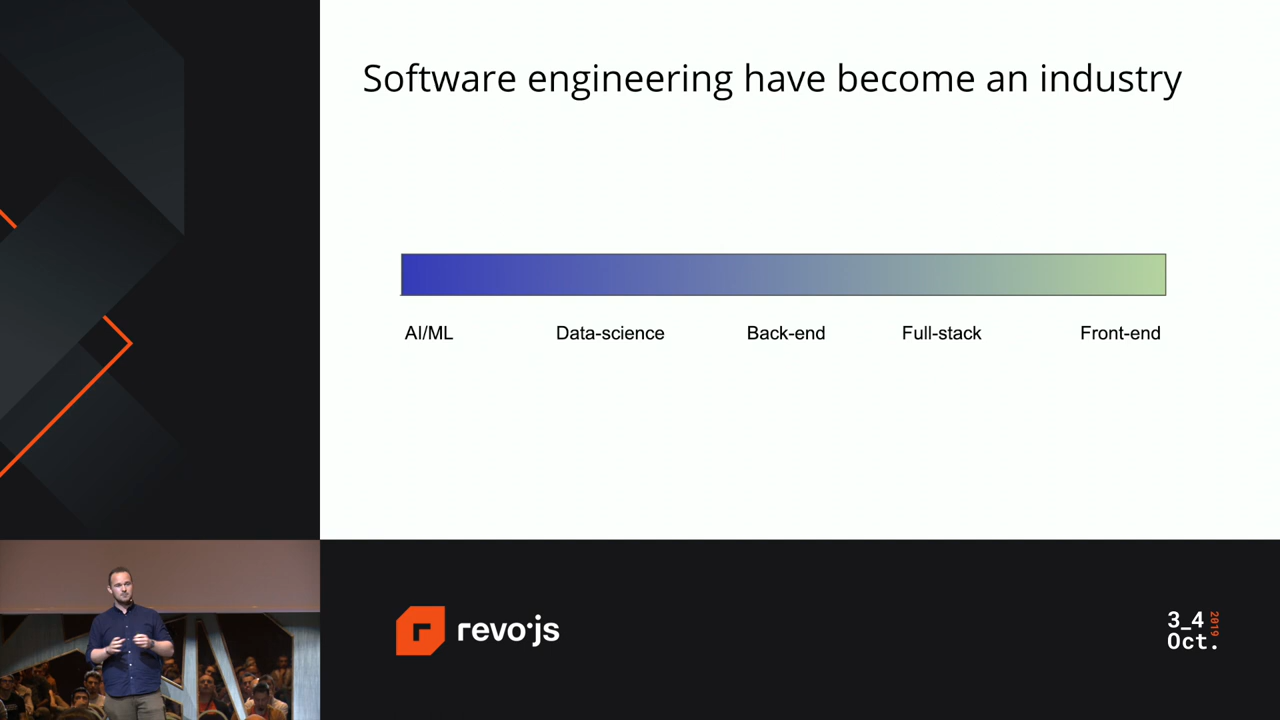 Software engineering have become an industry
AI/ML Data-science Back-end Full-stack Front-end
r revo·js
3_4 2019
Oct.